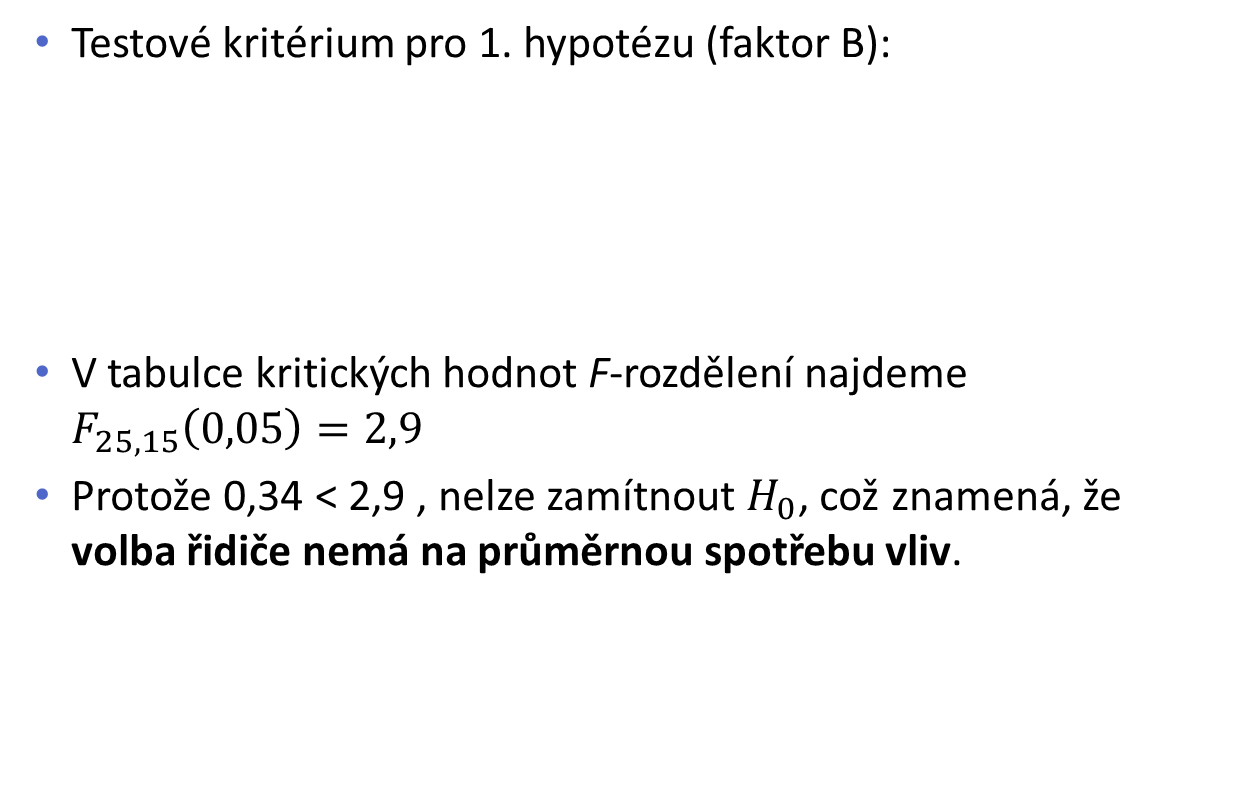 • Testové kritérium pro 1. hypotézu (faktor B):
• V tabulce kritických hodnot F-rozdělení najdeme
F₂₅,₁₅(0,05) = 2,9
• Protože 0,34 < 2,9 , nelze zamítnout H₀, což znamená, že
volba řidiče nemá na průměrnou spotřebu vliv.